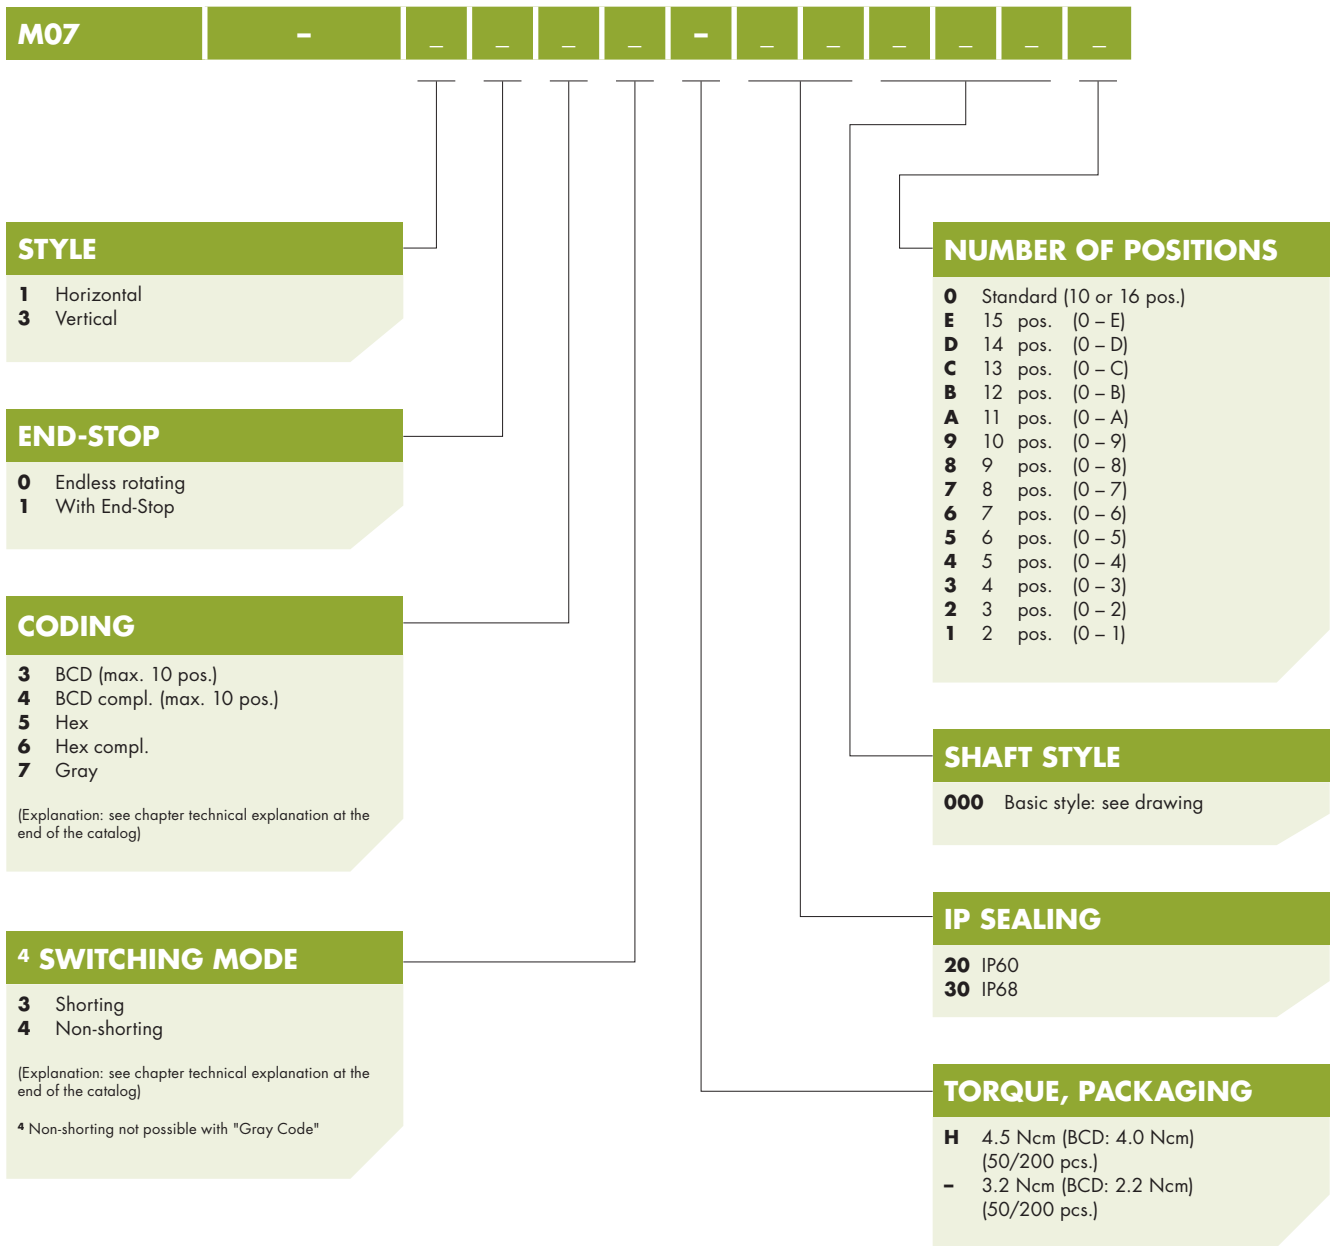 M07 – _ _ _ _ – _ _ _ _ _ _
STYLE
1 Horizontal
3 Vertical
END-STOP
0 Endless rotating
1 With End-Stop
CODING
3 BCD (max. 10 pos.)
4 BCD compl. (max. 10 pos.)
5 Hex
6 Hex compl.
7 Gray
(Explanation: see chapter technical explanation at the
end of the catalog)
⁴ SWITCHING MODE
3 Shorting
4 Non-shorting
(Explanation: see chapter technical explanation at the
end of the catalog)
⁴ Non-shorting not possible with "Gray Code"
NUMBER OF POSITIONS
0 Standard (10 or 16 pos.)
E 15 pos. (0 – E)
D 14 pos. (0 – D)
C 13 pos. (0 – C)
B 12 pos. (0 – B)
A 11 pos. (0 – A)
9 10 pos. (0 – 9)
8 9 pos. (0 – 8)
7 8 pos. (0 – 7)
6 7 pos. (0 – 6)
5 6 pos. (0 – 5)
4 5 pos. (0 – 4)
3 4 pos. (0 – 3)
2 3 pos. (0 – 2)
1 2 pos. (0 – 1)
SHAFT STYLE
000 Basic style: see drawing
IP SEALING
20 IP60
30 IP68
TORQUE, PACKAGING
H 4.5 Ncm (BCD: 4.0 Ncm)
(50/200 pcs.)
– 3.2 Ncm (BCD: 2.2 Ncm)
(50/200 pcs.)